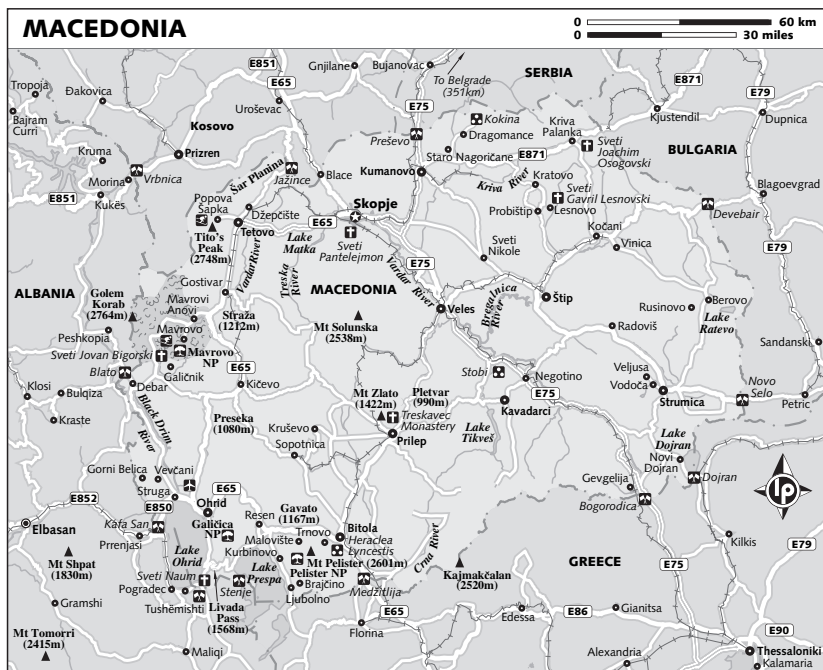 MACEDONIA
0 60 km
0 30 miles
E851
E65
Gnjilane
Bujanovac
To Belgrade
(351km)
SERBIA
E871
E79
Tropoja
Đakovica
Uroševac
E75
Kokina
Dragomance
Kriva
Palanka
Kjustendil
Dupnica
Bajram
Curri
Kosovo
Preševo
Staro Nagoričane
E871
Sveti
Joachim
Osogovski
BULGARIA
Kruma
Prizren
Morina
Vrbnica
Šar Planina
Jažince
Blace
Kumanovo
Kriva River
Kratovo
Sveti
Gavril Lesnovski
Lesnovo
Probištip
Blagoevgrad
E851
Kukës
Popova
Šapka
Džepčište
Skopje
E65
Devebair
Tito's
Peak
(2748m)
Tetovo
Lake
Matka
Sveti
Pantelejmon
Kočani
Vinica
E79
Vardar River
Treska
River
E75
Vardar River
Sveti
Nikole
ALBANIA
Gostivar
MACEDONIA
Štip
Berovo
Golem
Korab
(2764m)
Mavrovi
Anovi
Straža
(1212m)
Veles
Bregalnica
River
Rusinovo
Lake
Ratevo
Peshkopia
Mavrovo
Mt Solunska
(2538m)
Radoviš
Sandanski
Sveti Jovan Bigorski
Mavrovo
NP
Galičnik
E65
Stobi
Negotino
Veljusa
Vodoča
Novo
Selo
Klosi
Blato
Debar
Kičevo
Mt Zlato
(1422m)
Pletvar
(990m)
E75
Strumica
Petric
Bulqiza
Kraste
Black Drim
River
Preseka
(1080m)
Kruševo
Treskavec
Monastery
Kavadarci
Prilep
Lake
Tikveš
Sopotnica
Lake
Dojran
Novi
Dojran
Dojran
Gorni Belica
Vevčani
Struga
Ohrid
E65
Gevgelija
Bogorodica
lp
E852
E850
Gavato
(1167m)
Resen
Bitola
Elbasan
Kafa San
Prrenjasi
Galičica
NP
Malovište
Trnovo
Heraclea
Lyncestis
Crna River
GREECE
Kilkis
E79
Kurbinovo
Mt Pelister (2601m)
Pelister NP
E75
Mt Shpat
(1830m)
Lake
Ohrid
Lake
Prespa
Brajčino
Kajmakčalan
(2520m)
Sveti Naum
Stenje
Ljubolno
Medžitlija
Gramshi
Pogradec
Tushëmishti
Livada
Pass
(1568m)
E65
Edessa
E86
Gianitsa
Florina
E90
Mt Tomorri
(2415m)
Maliqi
Alexandria
Thessaloniki
Kalamaria